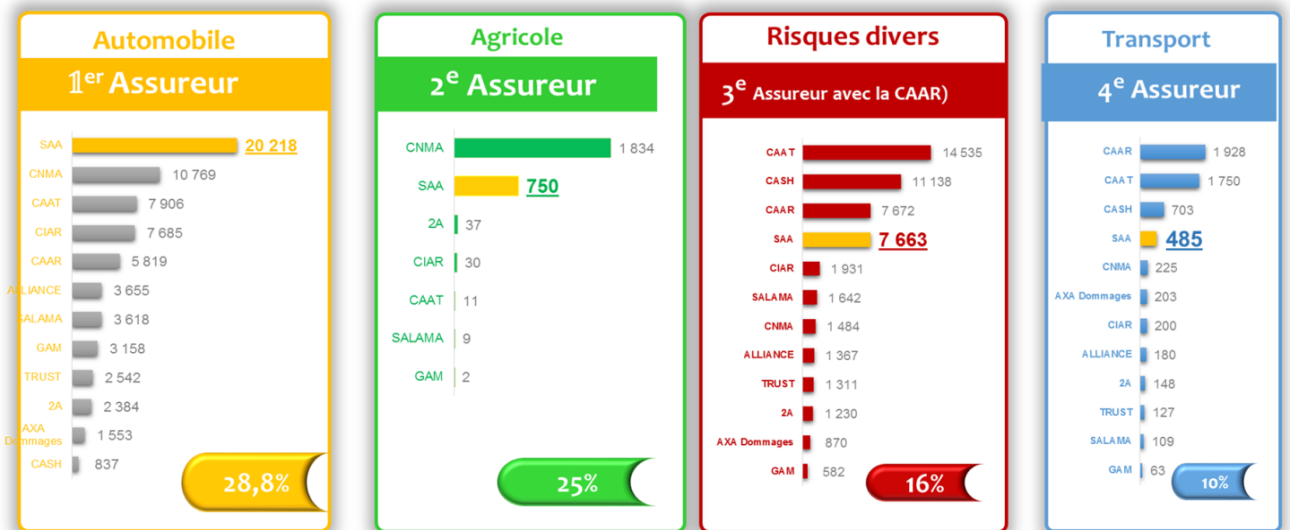 Automobile
1er Assureur
SAA 20 218
CNMA 10 769
CAAT 7 906
CIAR 7 685
CAAR 5 819
ALLIANCE 3 655
SALAMA 3 618
GAM 3 158
TRUST 2 542
2A 2 384
AXA
Dommages 1 553
CASH 837
28,8%
Agricole
2e Assureur
CNMA 1 834
SAA 750
2A 37
CIAR 30
CAAT 11
SALAMA 9
GAM 2
25%
Risques divers
3e Assureur avec la CAAR)
CAAT 14 535
CASH 11 138
CAAR 7 672
SAA 7 663
CIAR 1 931
SALAMA 1 642
CNMA 1 484
ALLIANCE 1 367
TRUST 1 311
2A 1 230
AXA Dommages 870
GAM 582
16%
Transport
4e Assureur
CAAR 1 928
CAAT 1 750
CASH 703
SAA 485
CNMA 225
AXA Dommages 203
CIAR 200
ALLIANCE 180
2A 148
TRUST 127
SALAMA 109
GAM 63
10%